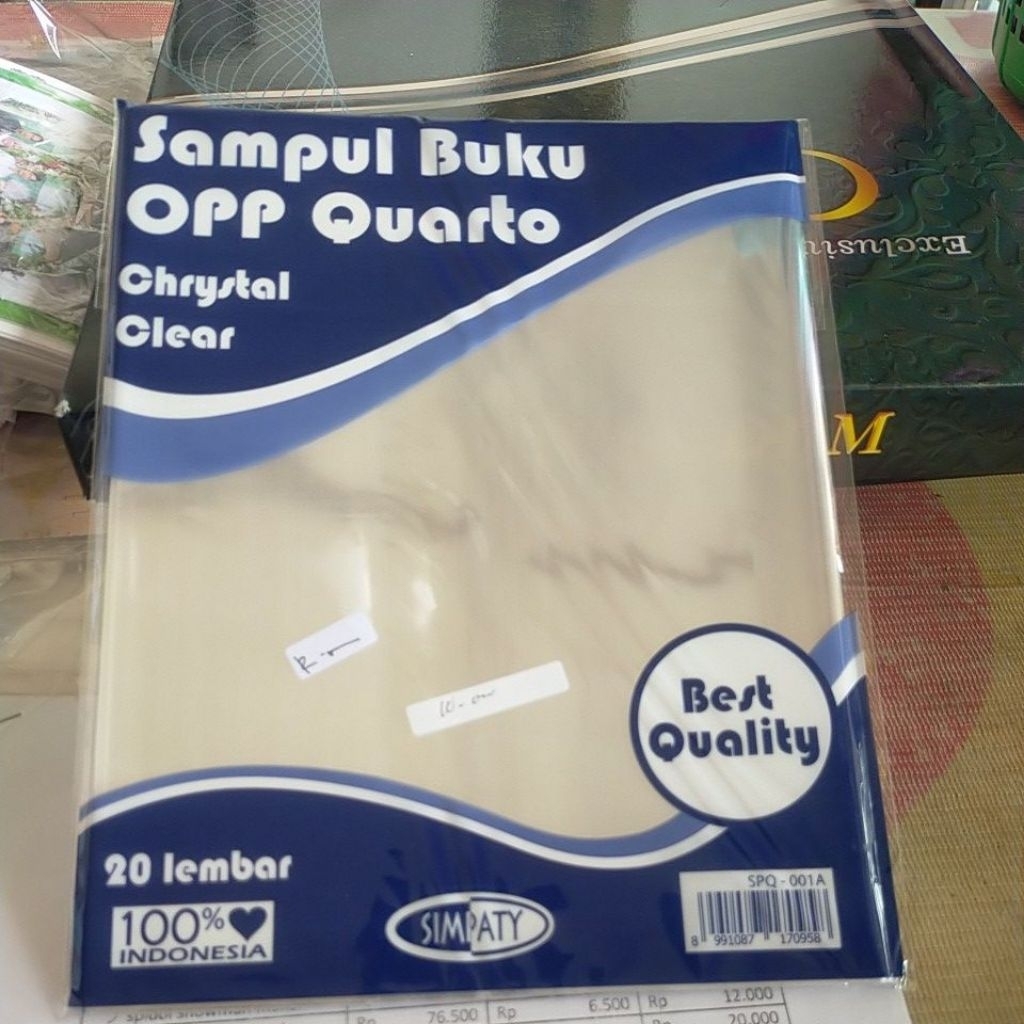 Sampul Buku
OPP Quarto
Chrystal
Clear
Exclusiv
M
Best
Quality
20 lembar
100%
INDONESIA
SIMPATY
SPQ - 001A
8 991087 170958
Rp 76.500 Rp 6.500 Rp 12.000
20.000